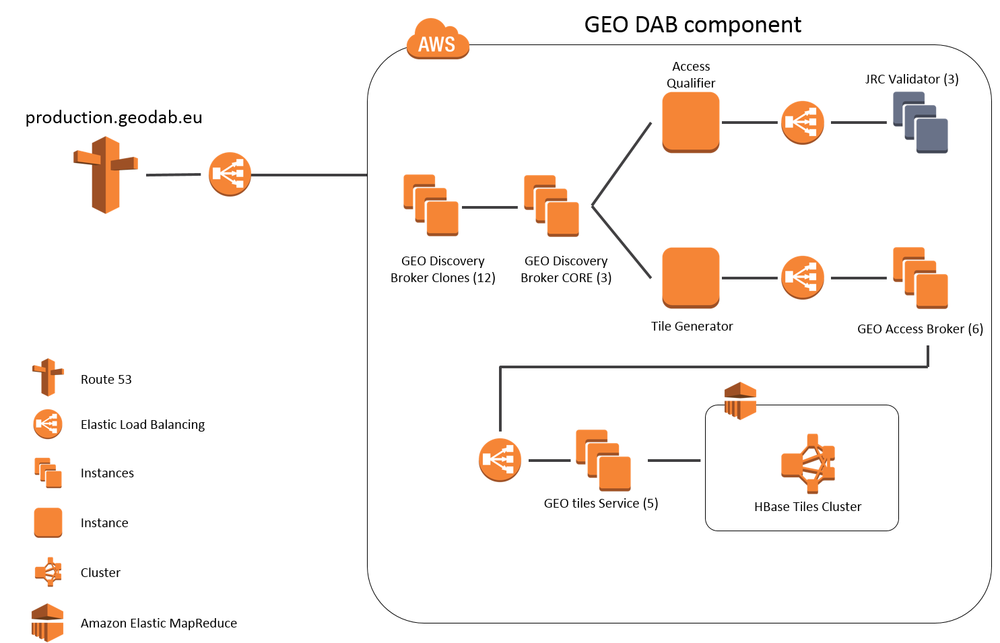 GEO DAB component
AWS
production.geodab.eu
Access
Qualifier
JRC Validator (3)
GEO Discovery
Broker Clones (12)
GEO Discovery
Broker CORE (3)
Tile Generator
GEO Access Broker (6)
GEO tiles Service (5)
HBase Tiles Cluster
Route 53
Elastic Load Balancing
Instances
Instance
Cluster
Amazon Elastic MapReduce